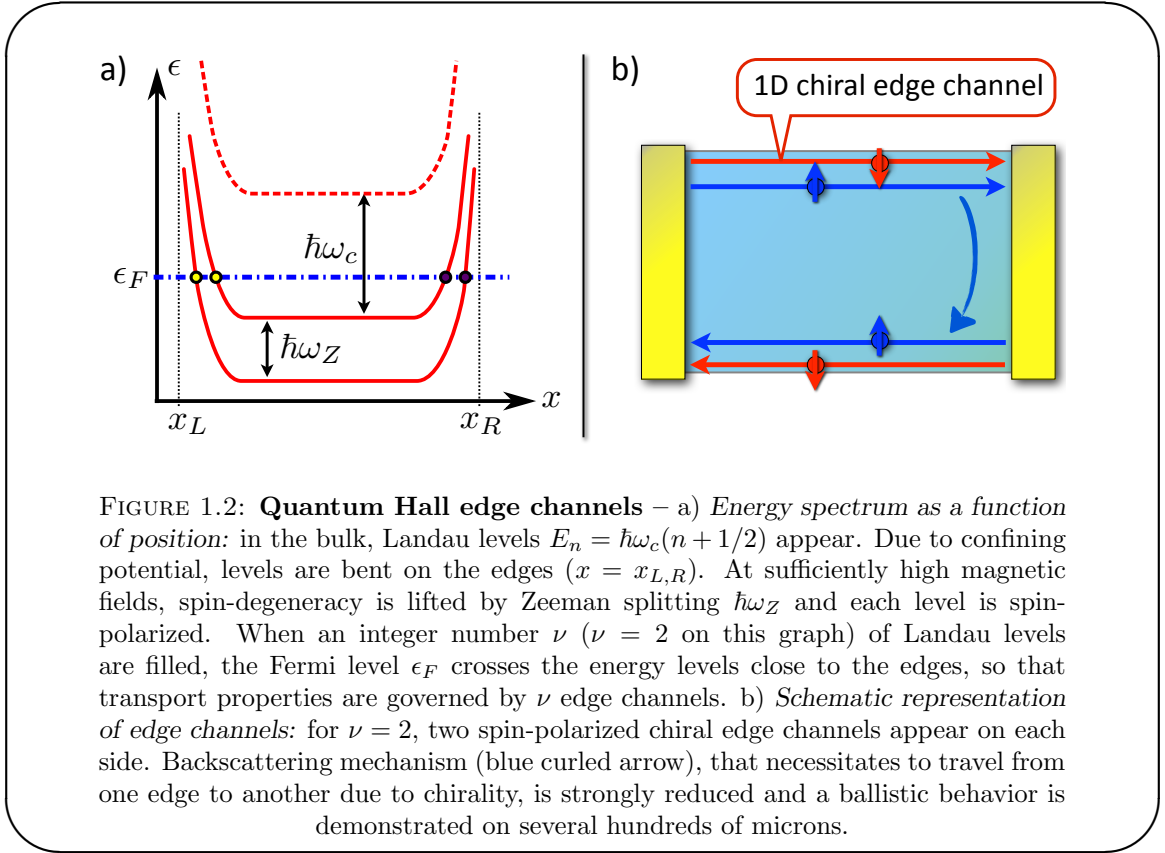 a)
ϵ
ħω_c
ϵ_F
ħω_Z
x_L
x_R
x
b)
1D chiral edge channel
FIGURE 1.2: Quantum Hall edge channels – a) Energy spectrum as a function
of position: in the bulk, Landau levels E_n = ħω_c(n + 1/2) appear. Due to confining
potential, levels are bent on the edges (x = x_{L,R}). At sufficiently high magnetic
fields, spin-degeneracy is lifted by Zeeman splitting ħω_Z and each level is spin-
polarized. When an integer number ν (ν = 2 on this graph) of Landau levels
are filled, the Fermi level ϵ_F crosses the energy levels close to the edges, so that
transport properties are governed by ν edge channels. b) Schematic representation
of edge channels: for ν = 2, two spin-polarized chiral edge channels appear on each
side. Backscattering mechanism (blue curled arrow), that necessitates to travel from
one edge to another due to chirality, is strongly reduced and a ballistic behavior is
demonstrated on several hundreds of microns.